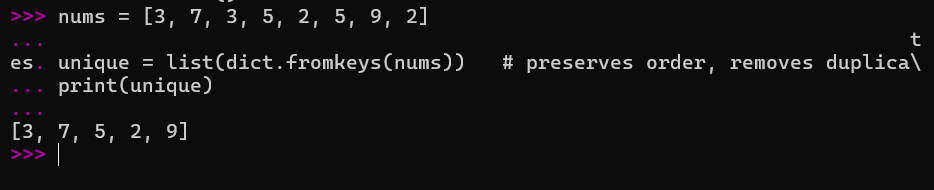 >>> nums = [3, 7, 3, 5, 2, 5, 9, 2]
... t
es. unique = list(dict.fromkeys(nums))   # preserves order, removes duplica\
... print(unique)
...
[3, 7, 5, 2, 9]
>>>